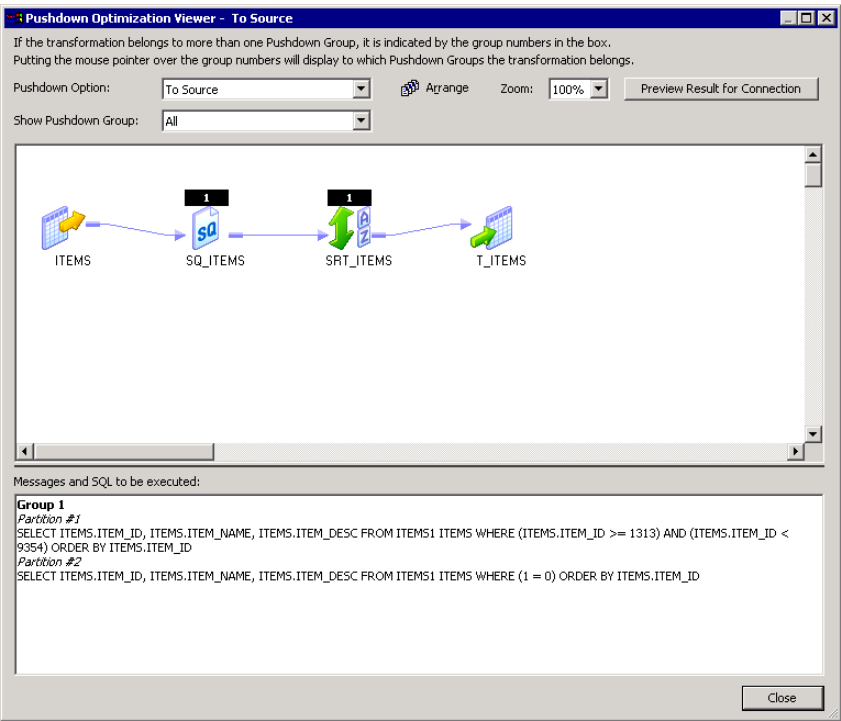 Pushdown Optimization Viewer - To Source
If the transformation belongs to more than one Pushdown Group, it is indicated by the group numbers in the box.
Putting the mouse pointer over the group numbers will display to which Pushdown Groups the transformation belongs.
Pushdown Option: To Source Arrange Zoom: 100% Preview Result for Connection
Show Pushdown Group: All
1 1
SQ A Z
ITEMS SQ_ITEMS SRT_ITEMS T_ITEMS
Messages and SQL to be executed:
Group 1
Partition #1
SELECT ITEMS.ITEM_ID, ITEMS.ITEM_NAME, ITEMS.ITEM_DESC FROM ITEMS1 ITEMS WHERE (ITEMS.ITEM_ID >= 1313) AND (ITEMS.ITEM_ID <
9354) ORDER BY ITEMS.ITEM_ID
Partition #2
SELECT ITEMS.ITEM_ID, ITEMS.ITEM_NAME, ITEMS.ITEM_DESC FROM ITEMS1 ITEMS WHERE (1 = 0) ORDER BY ITEMS.ITEM_ID
Close